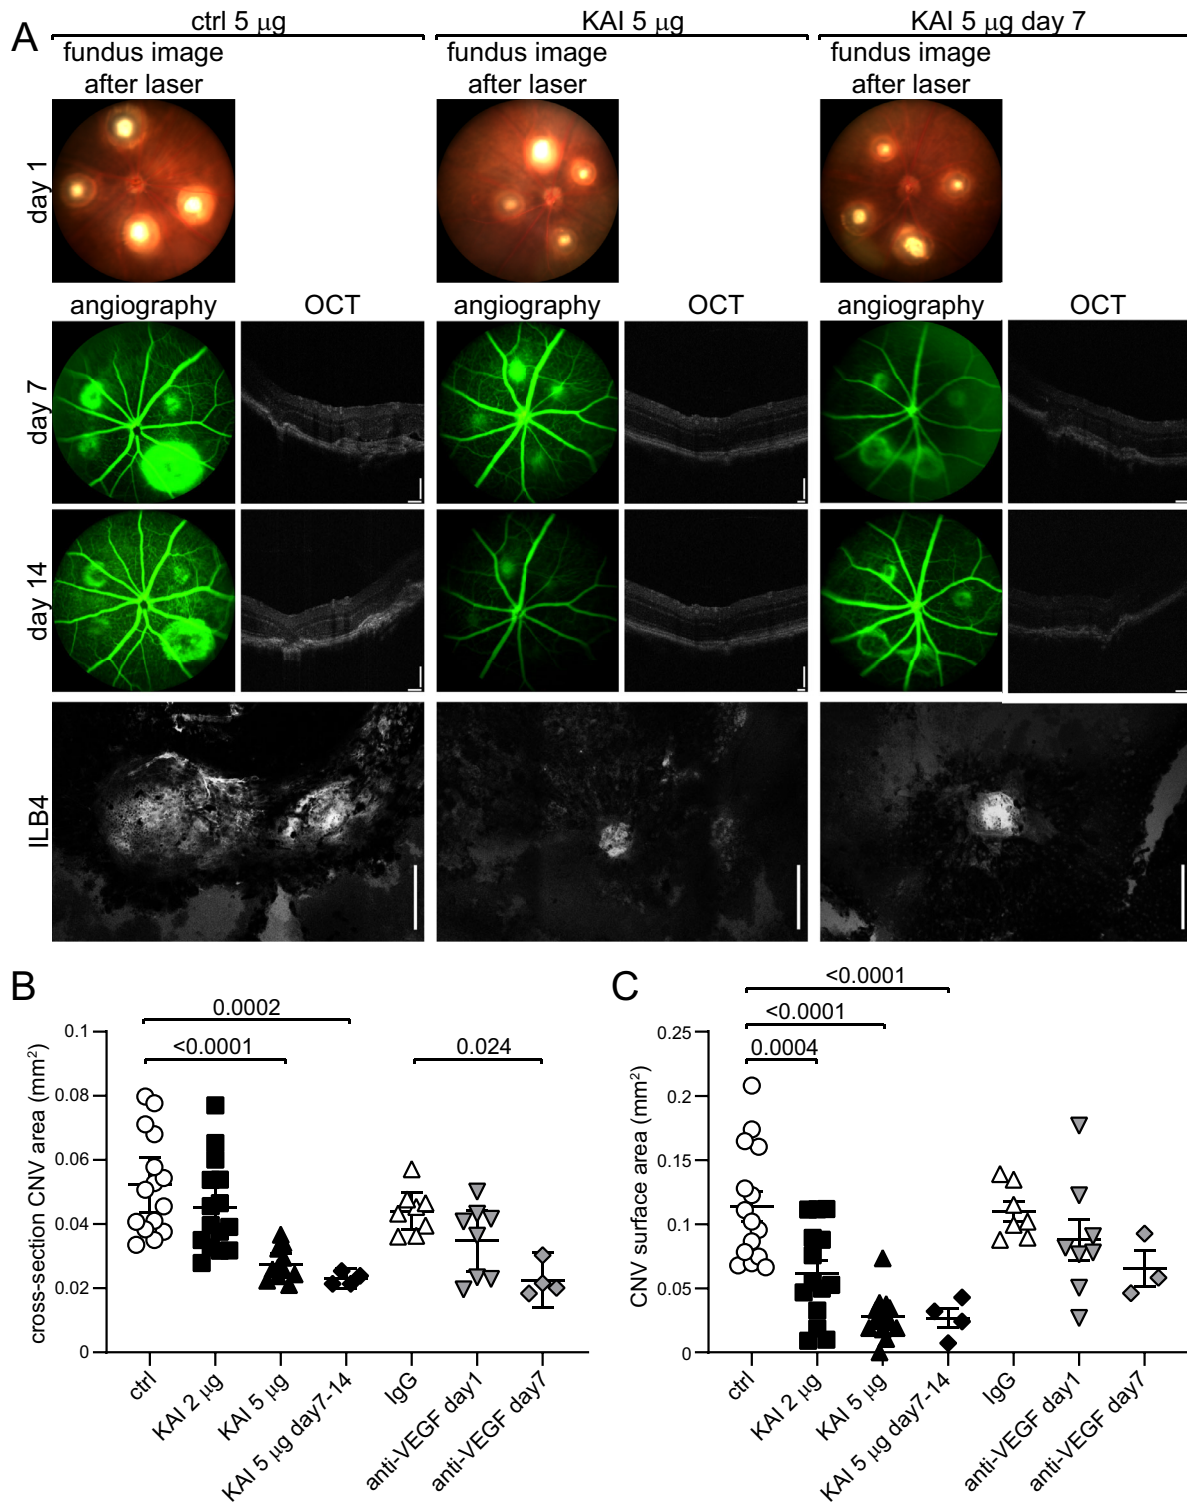 A
ctrl 5 μg
KAI 5 μg
KAI 5 μg day 7
fundus image
after laser
fundus image
after laser
fundus image
after laser
day 1
angiography
OCT
angiography
OCT
angiography
OCT
day 7
day 14
ILB4
B
0.0002
<0.0001
0.024
cross-section CNV area (mm²)
0.1
0.08
0.06
0.04
0.02
0
ctrl
KAI 2 μg
KAI 5 μg
KAI 5 μg day7-14
IgG
anti-VEGF day1
anti-VEGF day7
C
<0.0001
<0.0001
0.0004
CNV surface area (mm²)
0.25
0.2
0.15
0.1
0.05
0
ctrl
KAI 2 μg
KAI 5 μg
KAI 5 μg day7-14
IgG
anti-VEGF day1
anti-VEGF day7